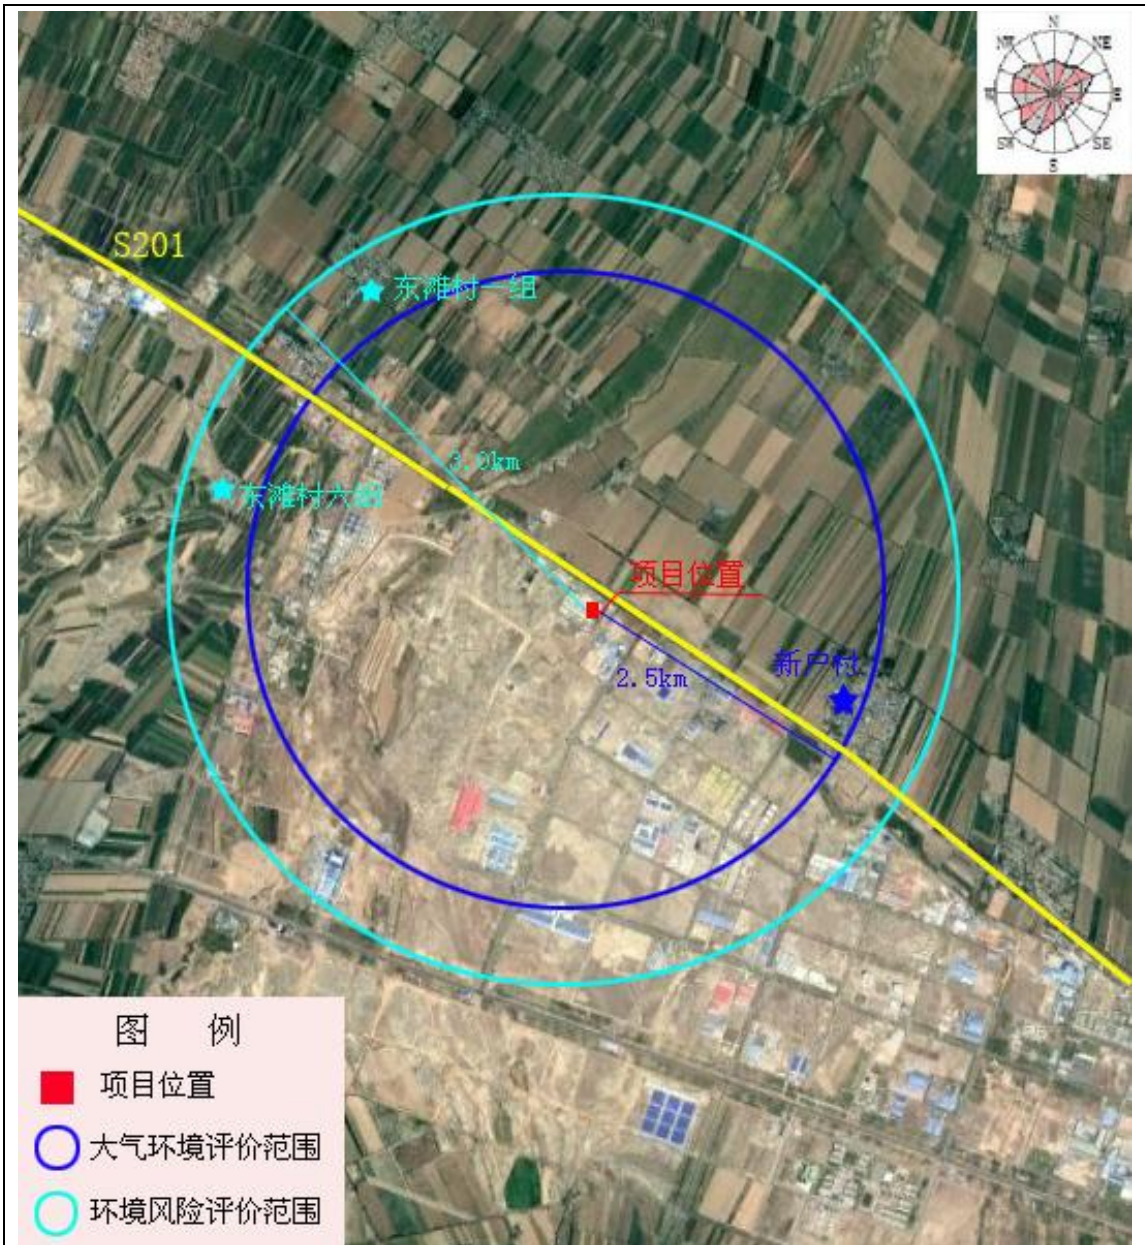 N
NW
NE
SW
SE
S
S201
东滩村一组
3.0km
东滩村六组
项目位置
新户村
2.5km
图 例
项目位置
大气环境评价范围
环境风险评价范围